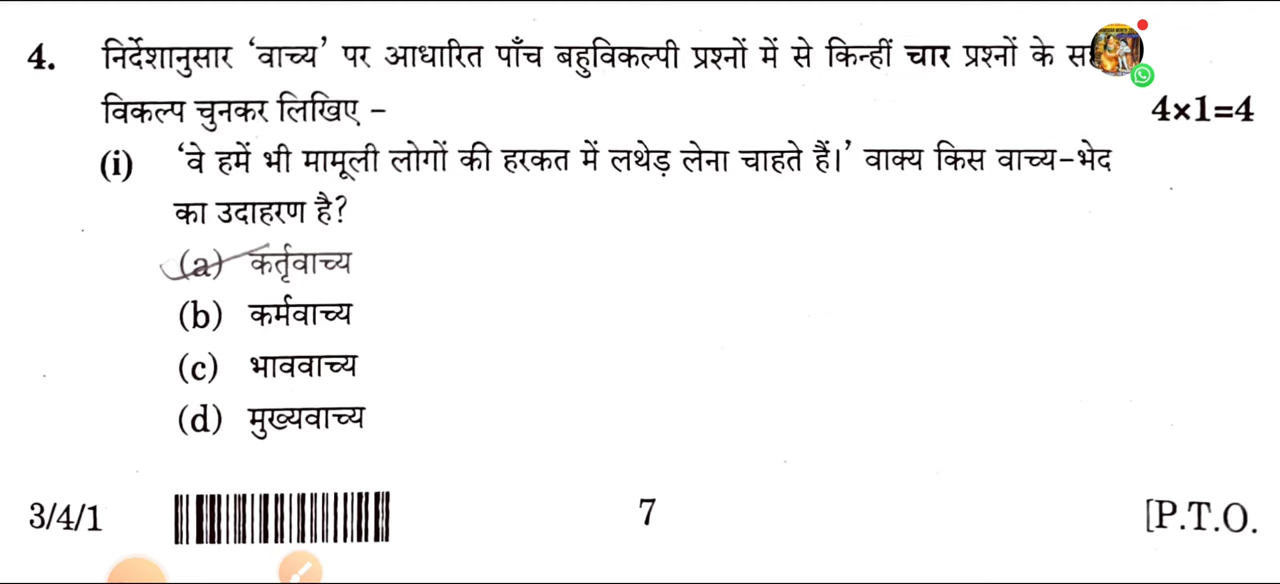 4. निर्देशानुसार ‘वाच्य’ पर आधारित पाँच बहुविकल्पी प्रश्नों में से किन्हीं चार प्रश्नों के
विकल्प चुनकर लिखिए – 4×1=4
(i) ‘वे हमें भी मामूली लोगों की हरकत में लथेड़ लेना चाहते हैं।’ वाक्य किस वाच्य-भेद
का उदाहरण है?
(a) कर्तृवाच्य
(b) कर्मवाच्य
(c) भाववाच्य
(d) मुख्यवाच्य
3/4/1 7 [P.T.O.